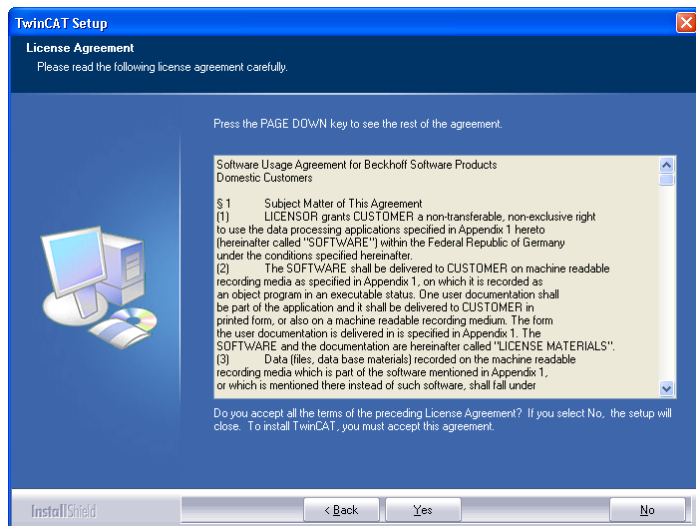 TwinCAT Setup
License Agreement
Please read the following license agreement carefully.
Press the PAGE DOWN key to see the rest of the agreement.
Software Usage Agreement for Beckhoff Software Products
Domestic Customers
§ 1 Subject Matter of This Agreement
(1) LICENSOR grants CUSTOMER a non-transferable, non-exclusive right
to use the data processing applications specified in Appendix 1 hereto
(hereinafter called "SOFTWARE") within the Federal Republic of Germany
under the conditions specified hereinafter.
(2) The SOFTWARE shall be delivered to CUSTOMER on machine readable
recording media as specified in Appendix 1, on which it is recorded as
an object program in an executable status. One user documentation shall
be part of the application and it shall be delivered to CUSTOMER in
printed form, or also on a machine readable recording medium. The form
the user documentation is delivered in is specified in Appendix 1. The
SOFTWARE and the documentation are hereinafter called "LICENSE MATERIALS".
(3) Data (files, data base materials) recorded on the machine readable
recording media which is part of the software mentioned in Appendix 1,
or which is mentioned there instead of such software, shall fall under
Do you accept all the terms of the preceding License Agreement? If you select No, the setup will
close. To install TwinCAT, you must accept this agreement.
InstallShield
< Back
Yes
No